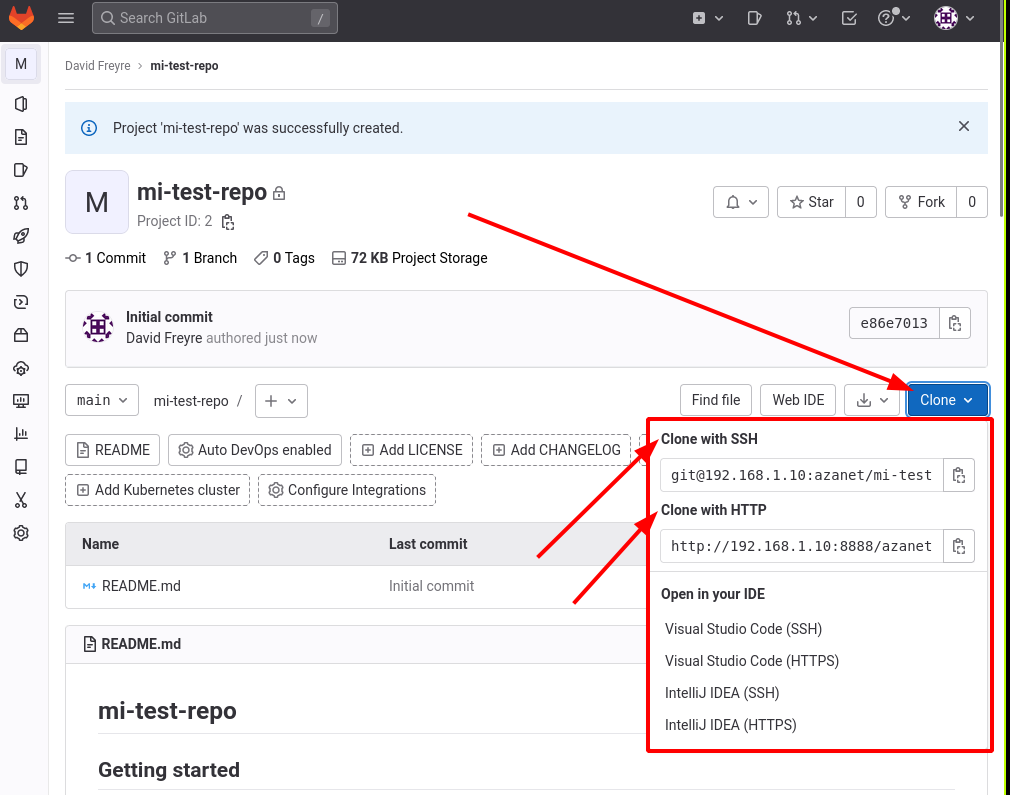 Search GitLab /
M
David Freyre > mi-test-repo
Project 'mi-test-repo' was successfully created.
M
mi-test-repo
Project ID: 2
Star 0 Fork 0
1 Commit 1 Branch 0 Tags 72 KB Project Storage
Initial commit
David Freyre authored just now
e86e7013
main mi-test-repo / + Find file Web IDE Clone
README Auto DevOps enabled Add LICENSE Add CHANGELOG
Add Kubernetes cluster Configure Integrations
Clone with SSH
git@192.168.1.10:azanet/mi-test
Clone with HTTP
http://192.168.1.10:8888/azanet
Open in your IDE
Visual Studio Code (SSH)
Visual Studio Code (HTTPS)
IntelliJ IDEA (SSH)
IntelliJ IDEA (HTTPS)
Name Last commit
README.md Initial commit
README.md
mi-test-repo
Getting started